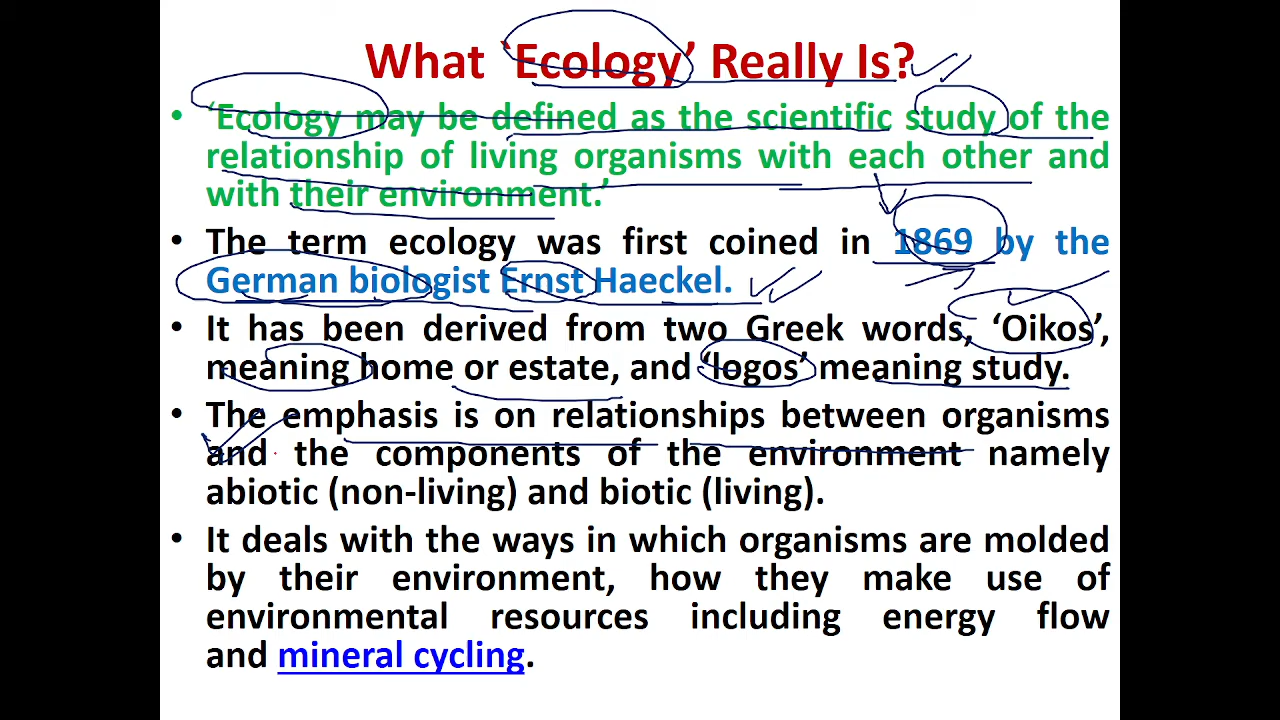 What ‘Ecology’ Really Is?
• ‘Ecology may be defined as the scientific study of the
relationship of living organisms with each other and
with their environment.’
• The term ecology was first coined in 1869 by the
German biologist Ernst Haeckel.
• It has been derived from two Greek words, ‘Oikos’,
meaning home or estate, and ‘logos’ meaning study.
• The emphasis is on relationships between organisms
and the components of the environment namely
abiotic (non-living) and biotic (living).
• It deals with the ways in which organisms are molded
by their environment, how they make use of
environmental resources including energy flow
and mineral cycling.